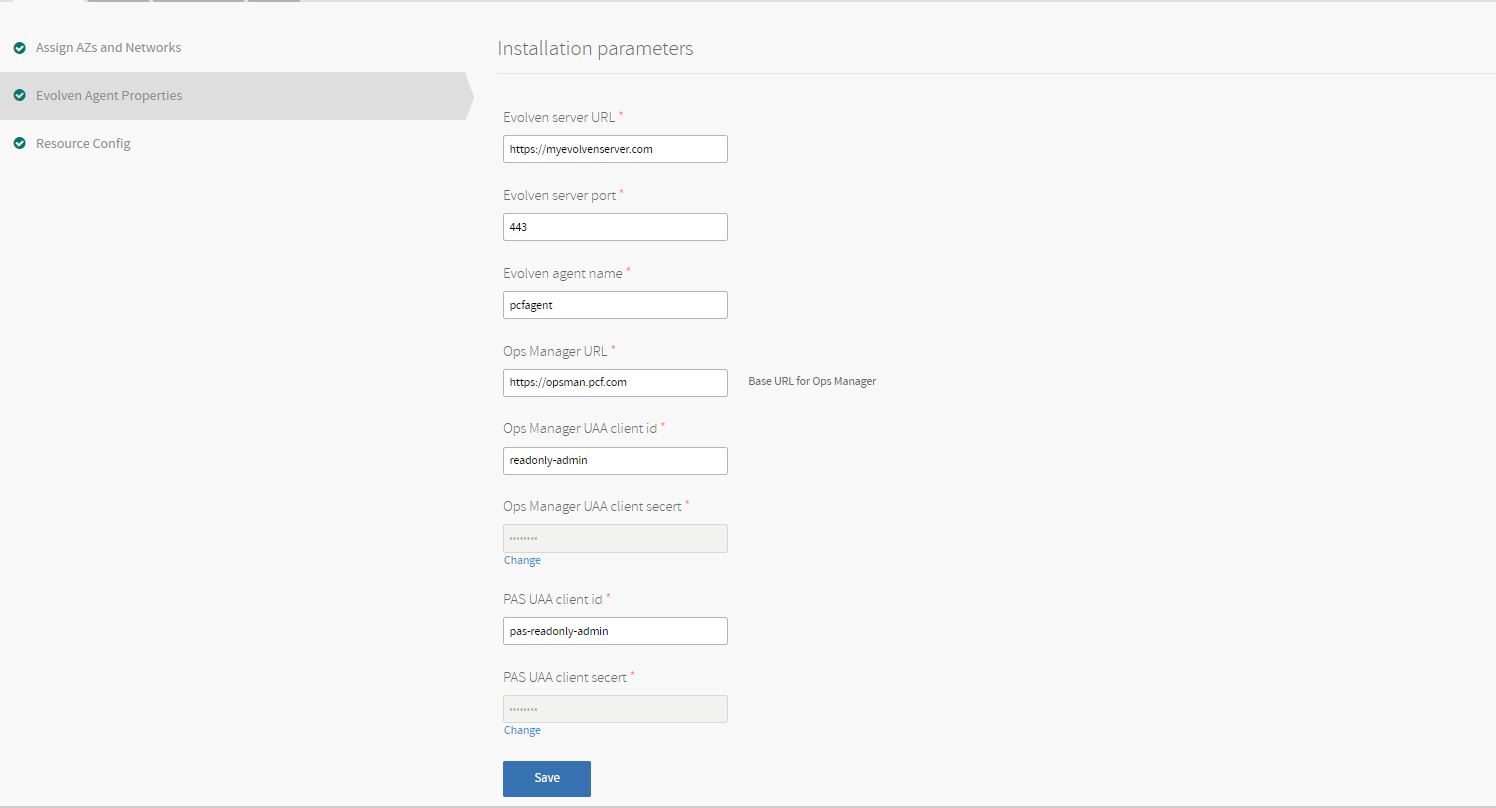 Assign AZs and Networks
Evolven Agent Properties
Resource Config
Installation parameters
Evolven server URL *
https://myevolvenserver.com
Evolven server port *
443
Evolven agent name *
pcfagent
Ops Manager URL *
https://opsman.pcf.com
Base URL for Ops Manager
Ops Manager UAA client id *
readonly-admin
Ops Manager UAA client secert *
••••••••
Change
PAS UAA client id *
pas-readonly-admin
PAS UAA client secert *
••••••••
Change
Save